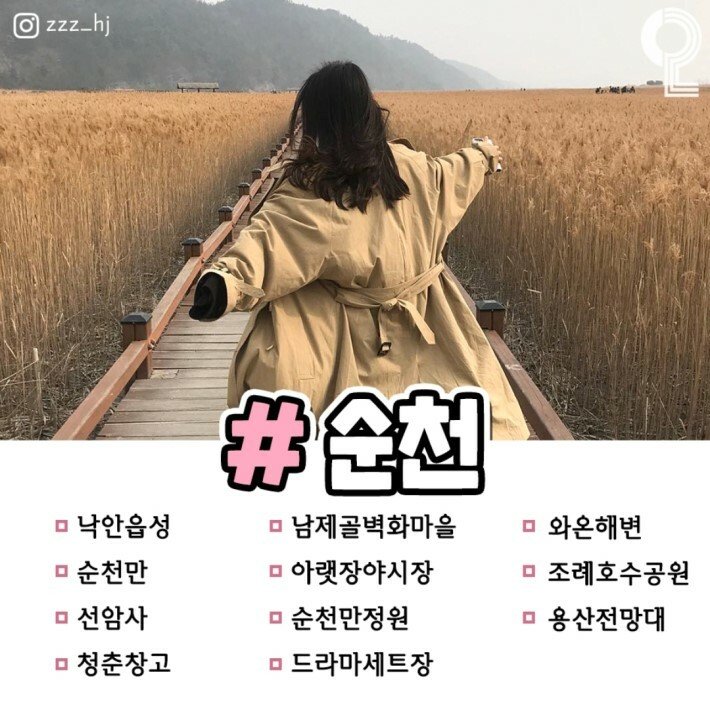 zzz_hj
# 순천
낙안읍성
순천만
선암사
청춘창고
남제골벽화마을
아랫장야시장
순천만정원
드라마세트장
와온해변
조례호수공원
용산전망대